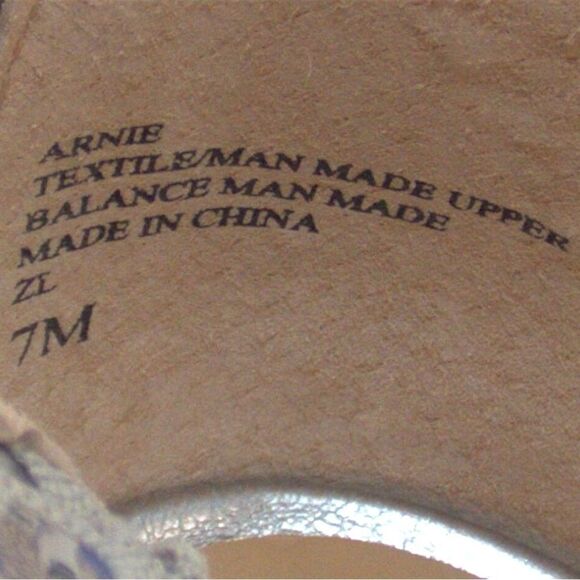 ARNIE
TEXTILE/MAN MADE UPPER
BALANCE MAN MADE
MADE IN CHINA
ZL
7M